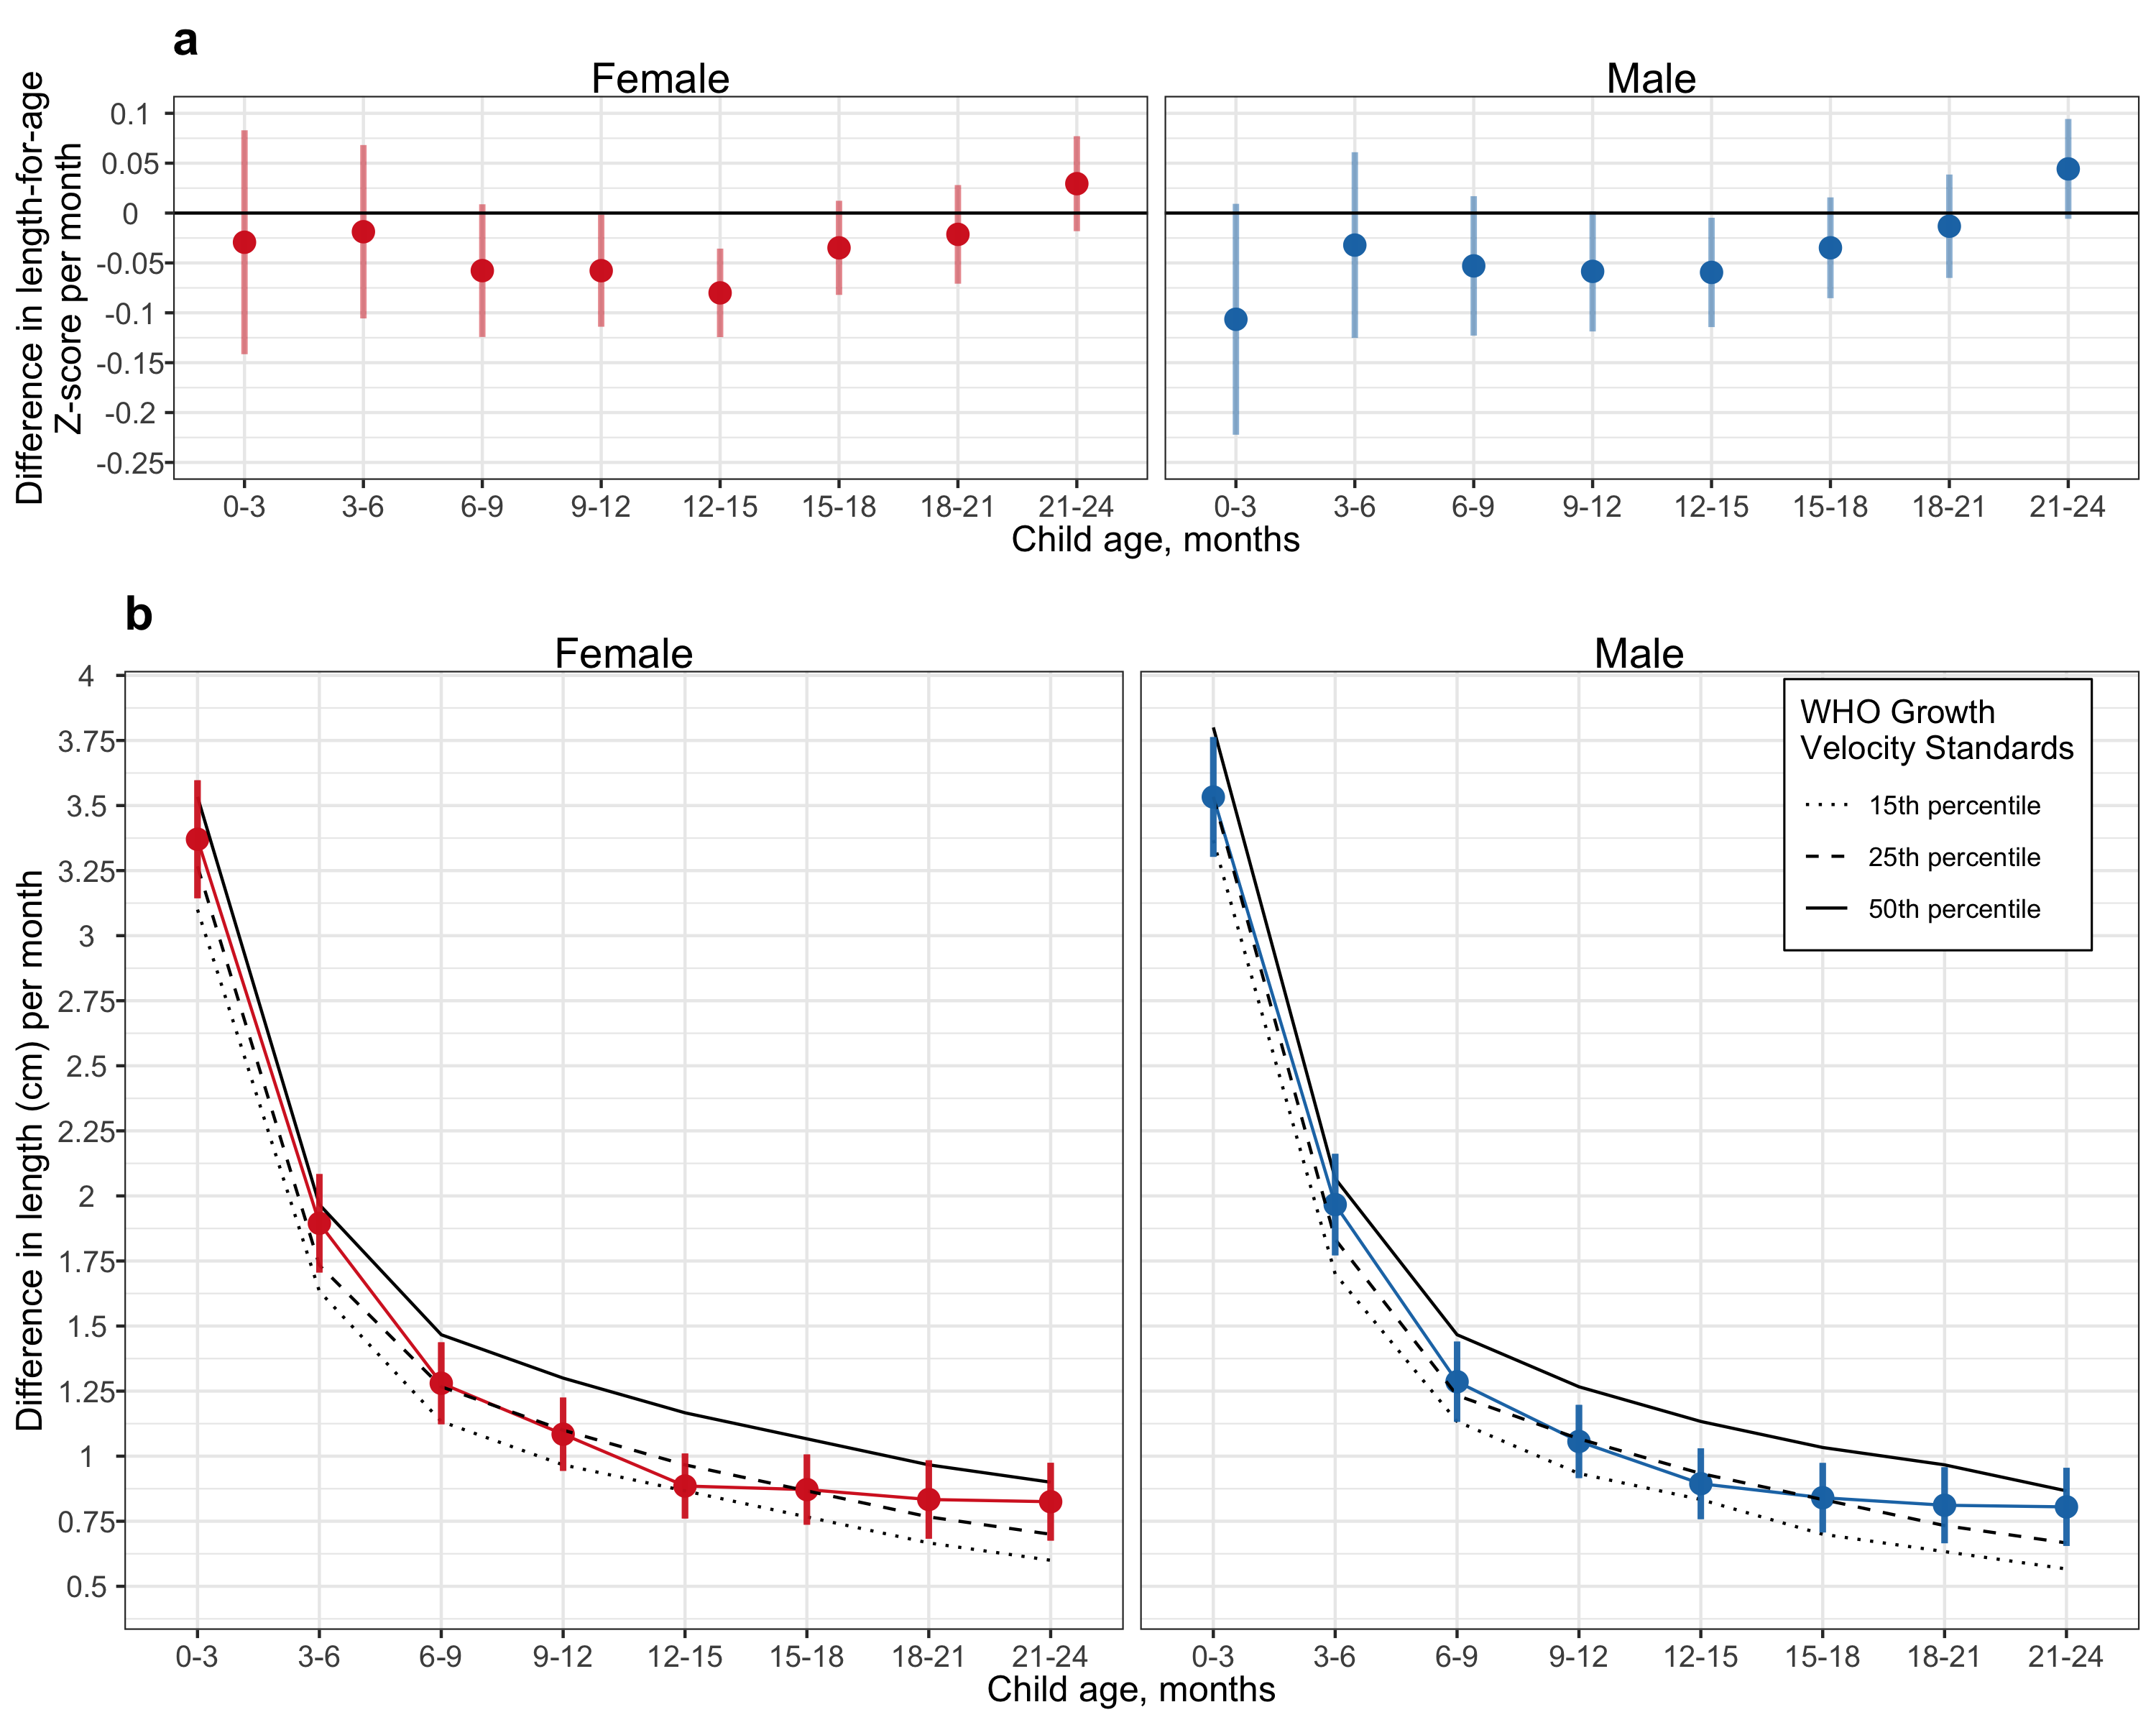 a
Female
Male
Difference in length-for-age
Z-score per month
0.1
0.05
0
-0.05
-0.1
-0.15
-0.2
-0.25
0-3 3-6 6-9 9-12 12-15 15-18 18-21 21-24
0-3 3-6 6-9 9-12 12-15 15-18 18-21 21-24
Child age, months
b
Female
Male
Difference in length (cm) per month
4
3.75
3.5
3.25
3
2.75
2.5
2.25
2
1.75
1.5
1.25
1
0.75
0.5
WHO Growth
Velocity Standards
15th percentile
25th percentile
50th percentile
0-3 3-6 6-9 9-12 12-15 15-18 18-21 21-24
0-3 3-6 6-9 9-12 12-15 15-18 18-21 21-24
Child age, months